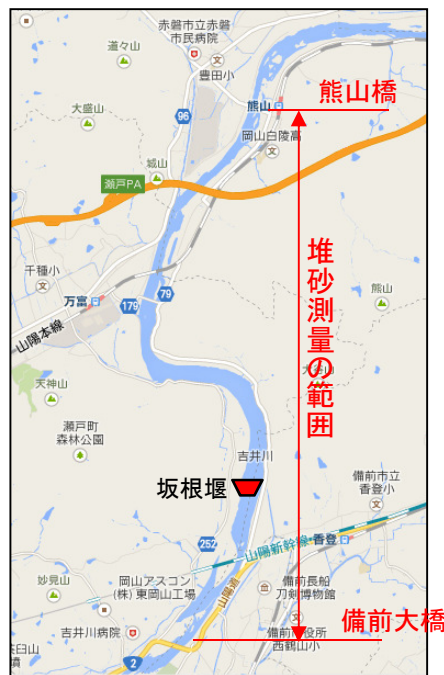 赤磐市立赤磐
市民病院
道々山
豊田小
熊山
熊山橋
大盛山
96
岡山白陵高
城山
瀬戸PA
堆砂測量の範囲
千種小
熊山
万富
179
79
山陽本線
天神山
瀬戸町
森林公園
吉井川
坂根堰
備前市立
香登小
252
山陽新幹線
香登
妙見山
岡山アスコン
(株) 東岡山工場
備前長船
刀剣博物館
吉井川病院
備前大橋
西鶴山小
2